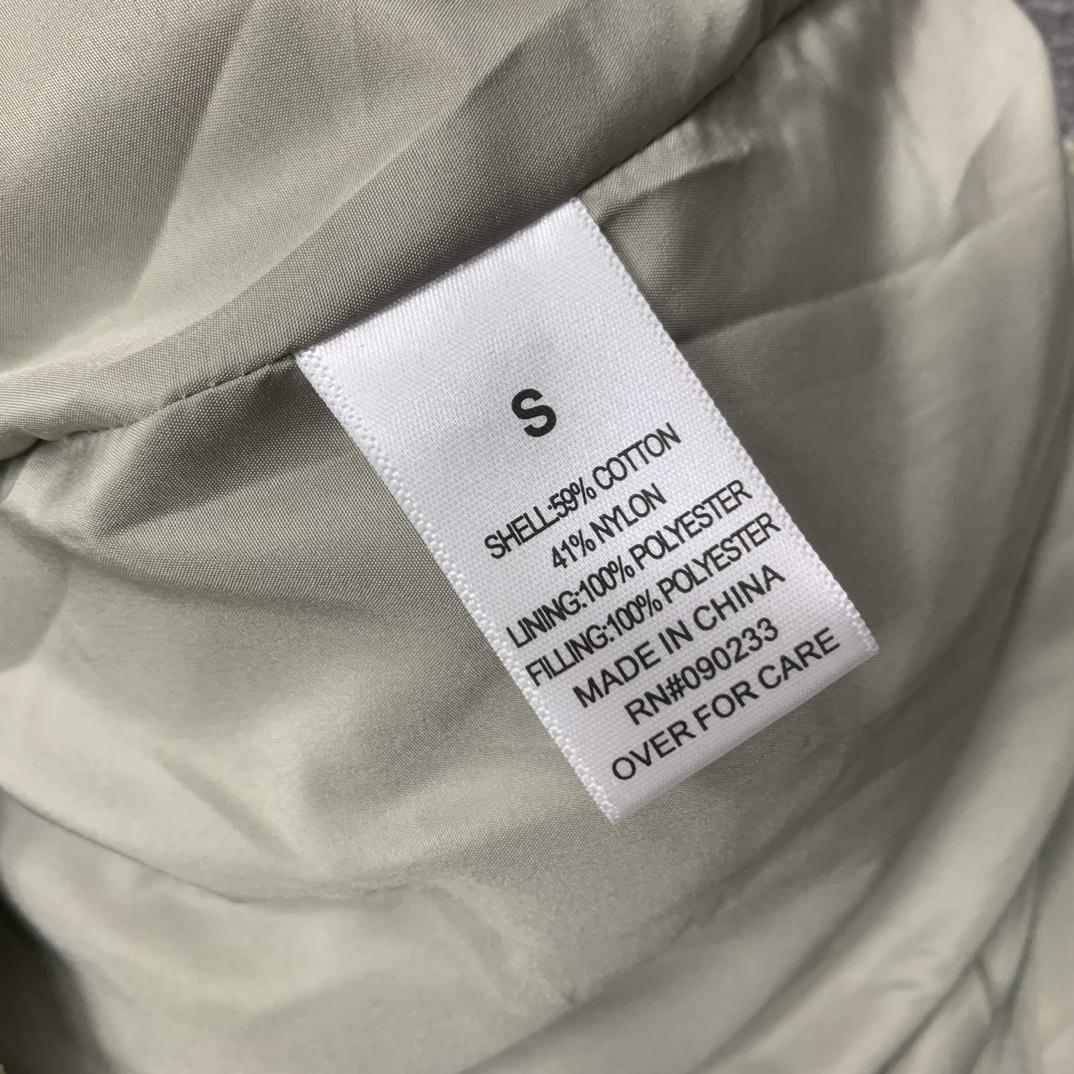 S
SHELL:59% COTTON
41% NYLON
LINING:100% POLYESTER
FILLING:100% POLYESTER
MADE IN CHINA
RN#090233
OVER FOR CARE